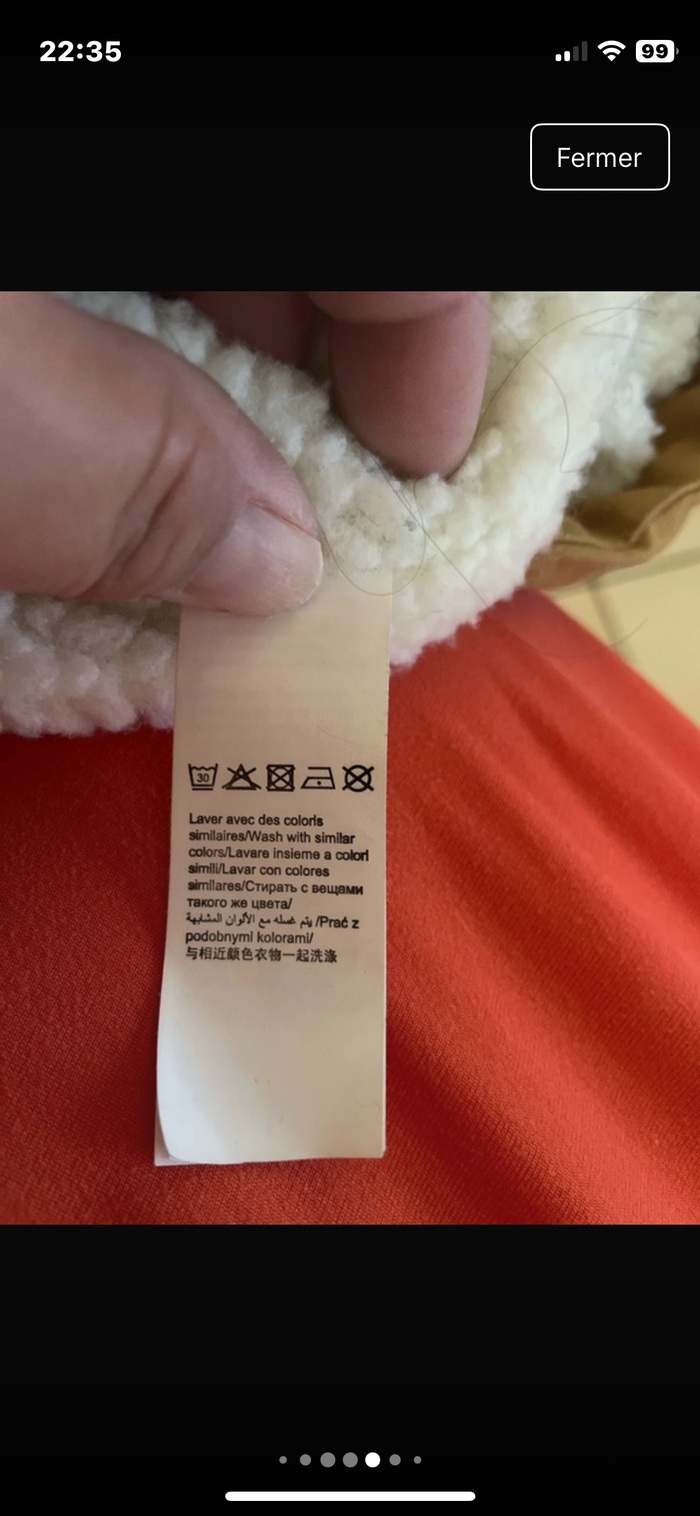 22:35
99
Fermer
30
Laver avec des coloris
similaires/Wash with similar
colors/Lavare insieme a colori
simili/Lavar con colores
similares/Стирать с вещами
такого же цвета/
يتم غسله مع الألوان المشابهة /Prać z
podobnymi kolorami/
与相近颜色衣物一起洗涤